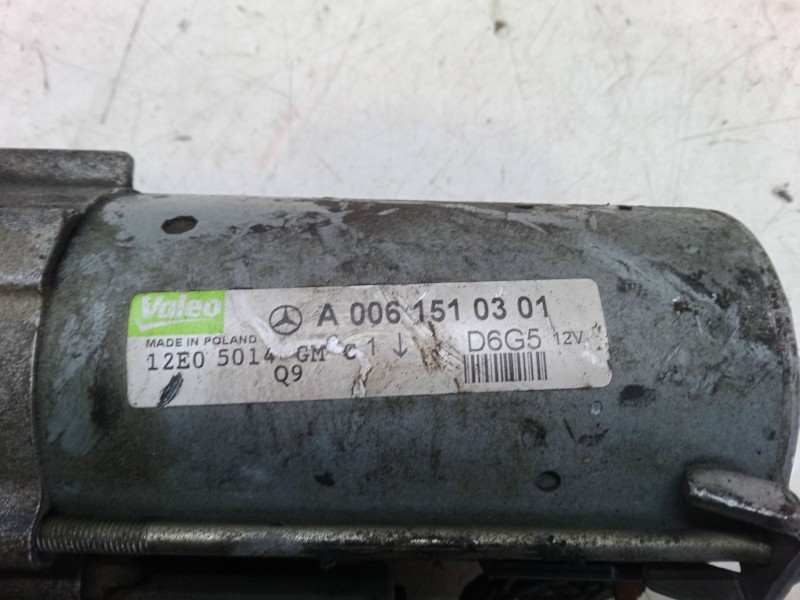 Valeo A 006 151 03 01
MADE IN POLAND D6G5 12V
12E0 5014 GM C 1 ↓
Q9